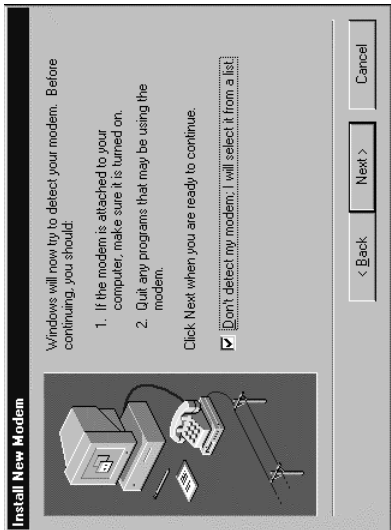 Install New Modem
Windows will now try to detect your modem. Before
continuing, you should:
1. If the modem is attached to your
computer, make sure it is turned on.
2. Quit any programs that may be using the
modem.
Click Next when you are ready to continue.
Don't detect my modem; I will select it from a list.
< Back
Next >
Cancel